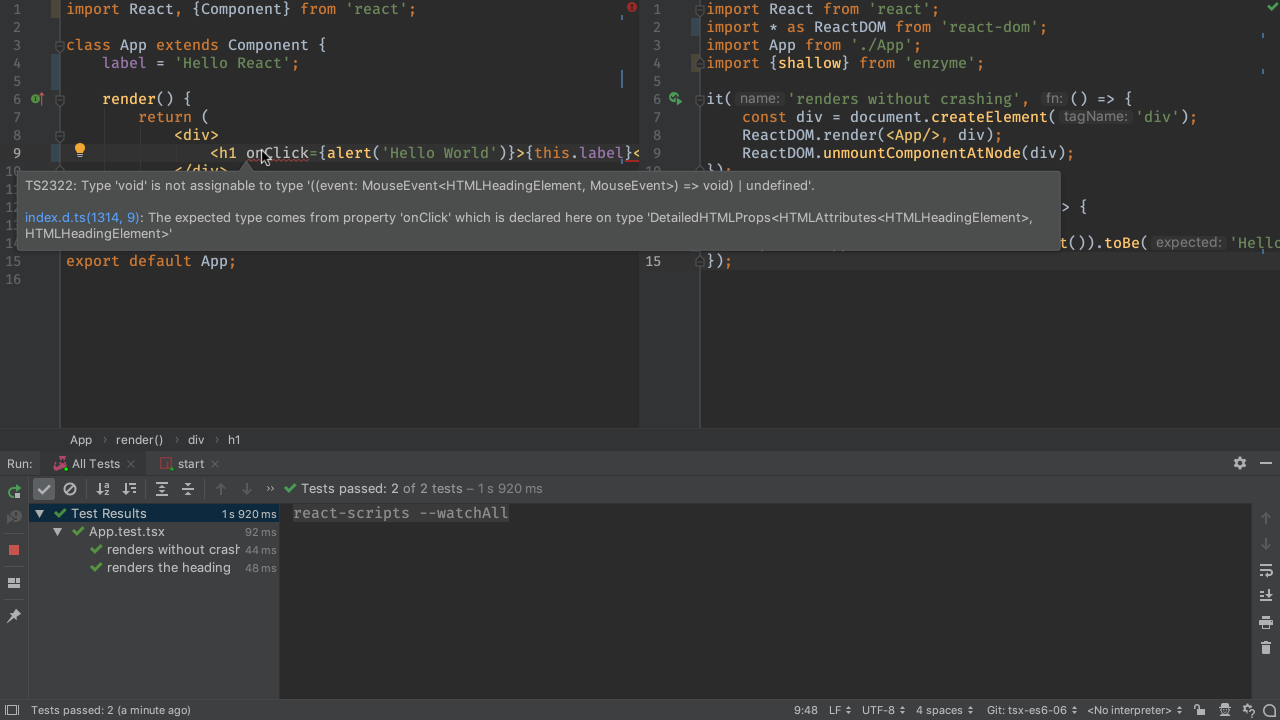 1 import React, {Component} from 'react';
2
3 class App extends Component {
4 label = 'Hello React';
5
6 render() {
7 return (
8 <div>
9 <h1 onClick={alert('Hello World')}>{this.label}<
10 </div>
TS2322: Type 'void' is not assignable to type '((event: MouseEvent<HTMLHeadingElement, MouseEvent>) => void) | undefined'.
index.d.ts(1314, 9): The expected type comes from property 'onClick' which is declared here on type 'DetailedHTMLProps<HTMLAttributes<HTMLHeadingElement>,
HTMLHeadingElement>'
15 export default App;
16
1 import React from 'react';
2 import * as ReactDOM from 'react-dom';
3 import App from './App';
4 import {shallow} from 'enzyme';
5
6 it( name: 'renders without crashing', fn: () => {
7 const div = document.createElement( tagName: 'div');
8 ReactDOM.render(<App/>, div);
9 ReactDOM.unmountComponentAtNode(div);
10 });
> {
t()).toBe( expected: 'Hello
15 });
App › render() › div › h1
Run: All Tests × start ×
›› Tests passed: 2 of 2 tests – 1 s 920 ms
Test Results 1 s 920 ms
App.test.tsx 92 ms
renders without crash 44 ms
renders the heading 48 ms
react-scripts --watchAll
Tests passed: 2 (a minute ago) 9:48 LF UTF-8 4 spaces Git: tsx-es6-06 <No interpreter>